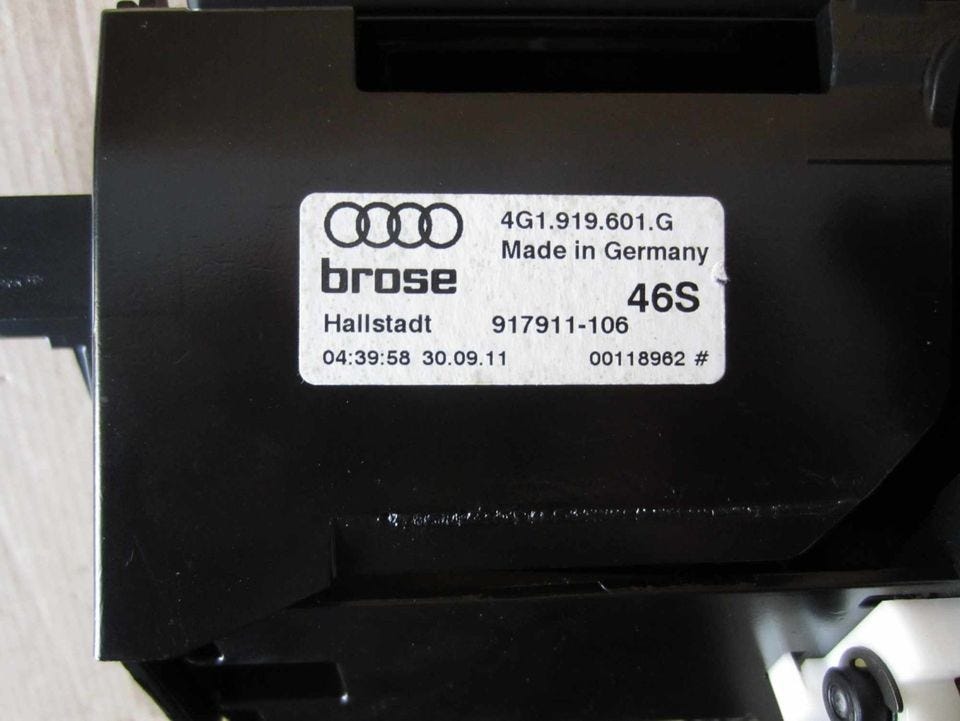 4G1.919.601.G
Made in Germany
brose
46S
Hallstadt 917911-106
04:39:58 30.09.11 00118962 #